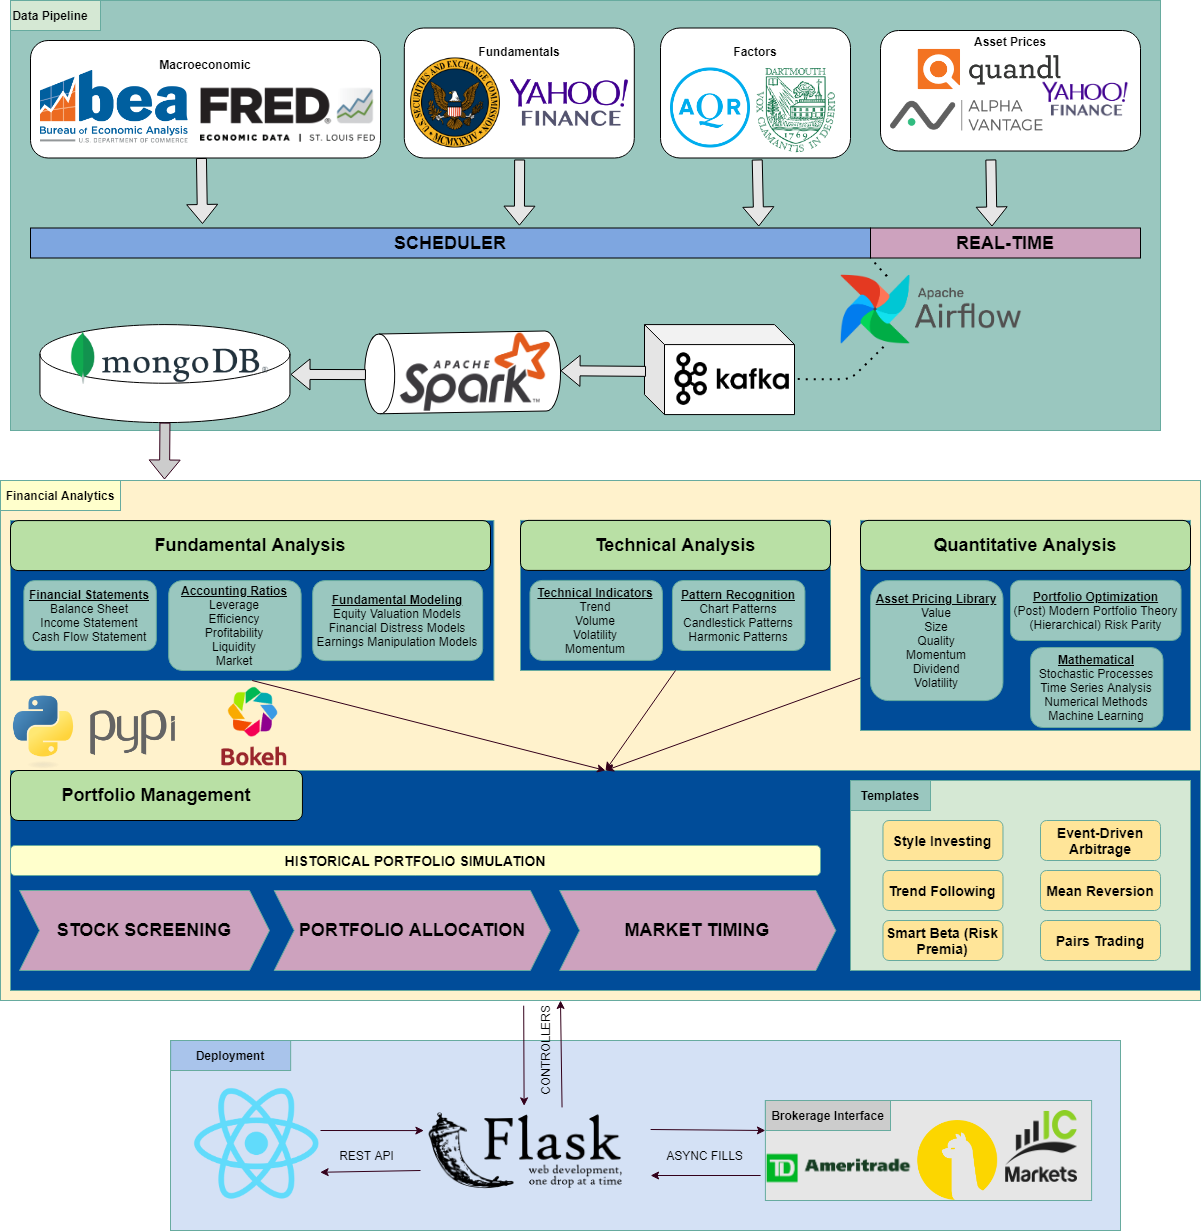 Data Pipeline
Macroeconomic
bea
Bureau of Economic Analysis
U.S. DEPARTMENT OF COMMERCE
FRED
ECONOMIC DATA | ST. LOUIS FED
Fundamentals
U.S. SECURITIES AND EXCHANGE COMMISSION
MCMXXXIV
YAHOO!
FINANCE
Factors
AQR
DARTMOUTH
VOX CLAMANTIS IN DESERTO
1769
Asset Prices
quandl
ALPHA
VANTAGE
YAHOO!
FINANCE
SCHEDULER
REAL-TIME
Apache
Airflow
mongoDB
APACHE
Spark
kafka
Financial Analytics
Fundamental Analysis
Financial Statements
Balance Sheet
Income Statement
Cash Flow Statement
Accounting Ratios
Leverage
Efficiency
Profitability
Liquidity
Market
Fundamental Modeling
Equity Valuation Models
Financial Distress Models
Earnings Manipulation Models
Technical Analysis
Technical Indicators
Trend
Volume
Volatility
Momentum
Pattern Recognition
Chart Patterns
Candlestick Patterns
Harmonic Patterns
Quantitative Analysis
Asset Pricing Library
Value
Size
Quality
Momentum
Dividend
Volatility
Portfolio Optimization
(Post) Modern Portfolio Theory
(Hierarchical) Risk Parity
Mathematical
Stochastic Processes
Time Series Analysis
Numerical Methods
Machine Learning
pypi
Bokeh
Portfolio Management
HISTORICAL PORTFOLIO SIMULATION
STOCK SCREENING
PORTFOLIO ALLOCATION
MARKET TIMING
Templates
Style Investing
Event-Driven
Arbitrage
Trend Following
Mean Reversion
Smart Beta (Risk
Premia)
Pairs Trading
CONTROLLERS
Deployment
REST API
Flask
web development,
one drop at a time
ASYNC FILLS
Brokerage Interface
TD Ameritrade
IC
Markets